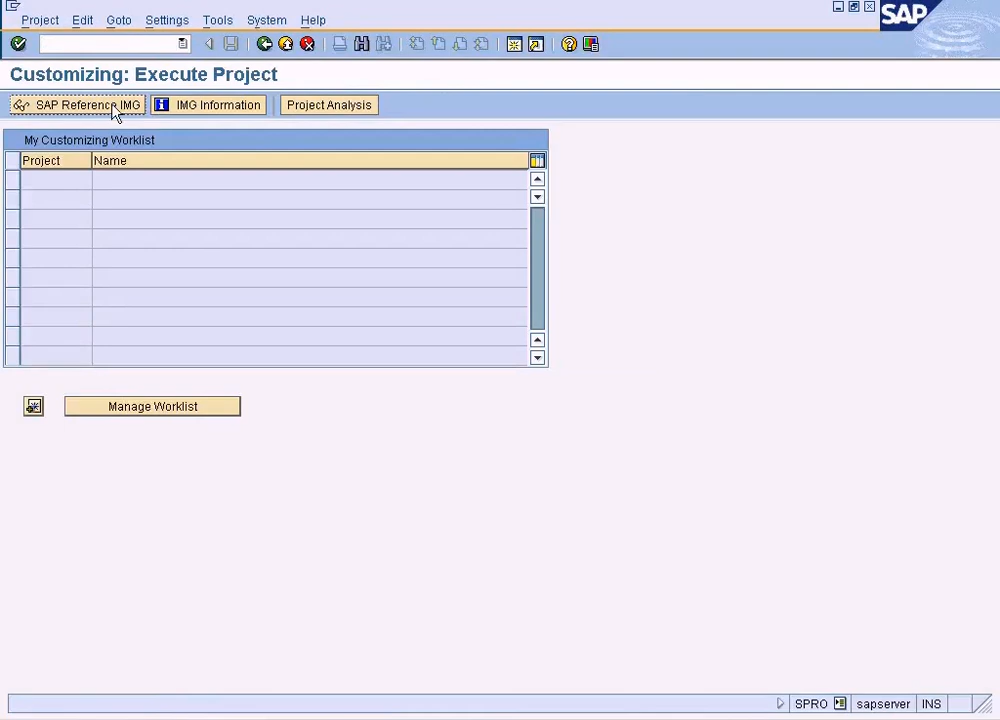 Project Edit Goto Settings Tools System Help
SAP
Customizing: Execute Project
SAP Reference IMG IMG Information Project Analysis
My Customizing Worklist
Project Name
Manage Worklist
SPRO sapserver INS